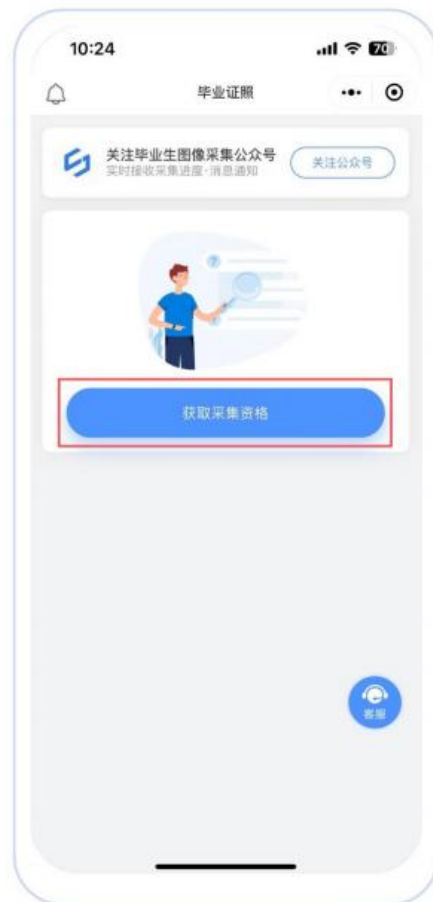 10:24
70
毕业证照
关注毕业生图像采集公众号
实时接收采集进度·消息通知
关注公众号
?
获取采集资格
客服